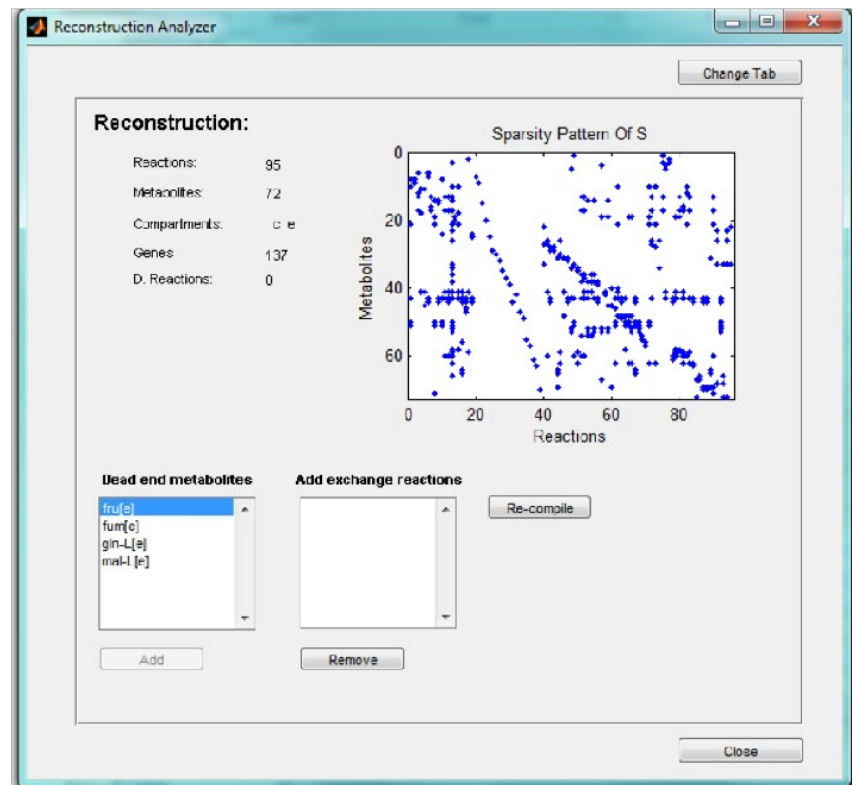 Reconstruction Analyzer
Change Tab
Reconstruction:
Reactions: 95
Metabolites: 72
Compartments: c e
Genes 137
D. Reactions: 0
Sparsity Pattern Of S
0
20
40
60
Metabolites
0 20 40 60 80
Reactions
Dead end metabolites
Add exchange reactions
fru[e]
fum[e]
gln-L[e]
mal-L[e]
Re-compile
Add
Remove
Close